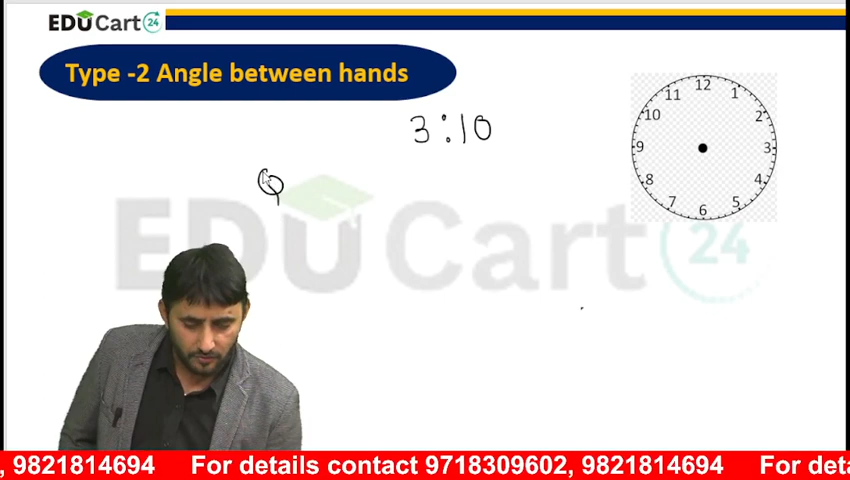 EDUCart 24
Type -2 Angle between hands
3:10
Q
EDUCart 24
12
11 1
10 2
9 3
8 4
7 5
6
, 9821814694 For details contact 9718309602, 9821814694 For deta